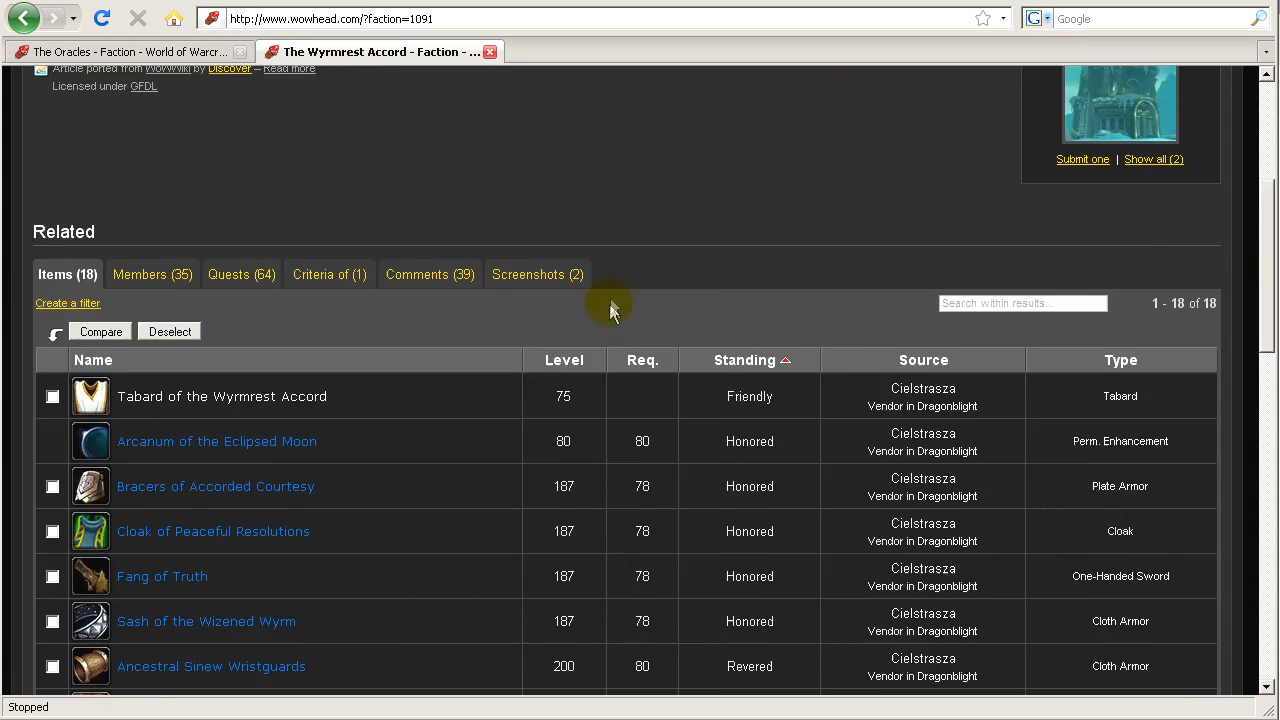 http://www.wowhead.com/?faction=1091
Google
The Oracles - Faction - World of Warcr...
The Wyrmrest Accord - Faction - ...
Article ported from WoWWiki by Discover – Read more
Licensed under GFDL
Submit one | Show all (2)
Related
Items (18) Members (35) Quests (64) Criteria of (1) Comments (39) Screenshots (2)
Create a filter Search within results... 1 - 18 of 18
Compare Deselect
Name Level Req. Standing Source Type
Tabard of the Wyrmrest Accord 75 Friendly Cielstrasza Vendor in Dragonblight Tabard
Arcanum of the Eclipsed Moon 80 80 Honored Cielstrasza Vendor in Dragonblight Perm. Enhancement
Bracers of Accorded Courtesy 187 78 Honored Cielstrasza Vendor in Dragonblight Plate Armor
Cloak of Peaceful Resolutions 187 78 Honored Cielstrasza Vendor in Dragonblight Cloak
Fang of Truth 187 78 Honored Cielstrasza Vendor in Dragonblight One-Handed Sword
Sash of the Wizened Wyrm 187 78 Honored Cielstrasza Vendor in Dragonblight Cloth Armor
Ancestral Sinew Wristguards 200 80 Revered Cielstrasza Vendor in Dragonblight Cloth Armor
Stopped